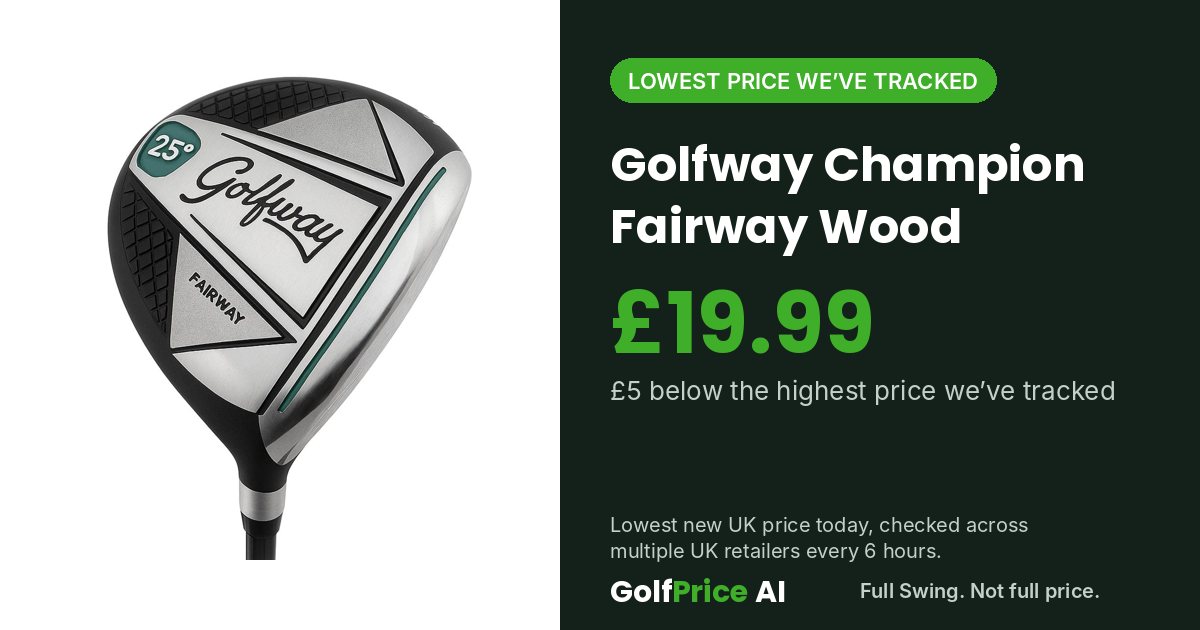 25°
Golfway
FAIRWAY
LOWEST PRICE WE’VE TRACKED
Golfway Champion
Fairway Wood
£19.99
£5 below the highest price we’ve tracked
Lowest new UK price today, checked across
multiple UK retailers every 6 hours.
GolfPrice AI
Full Swing. Not full price.